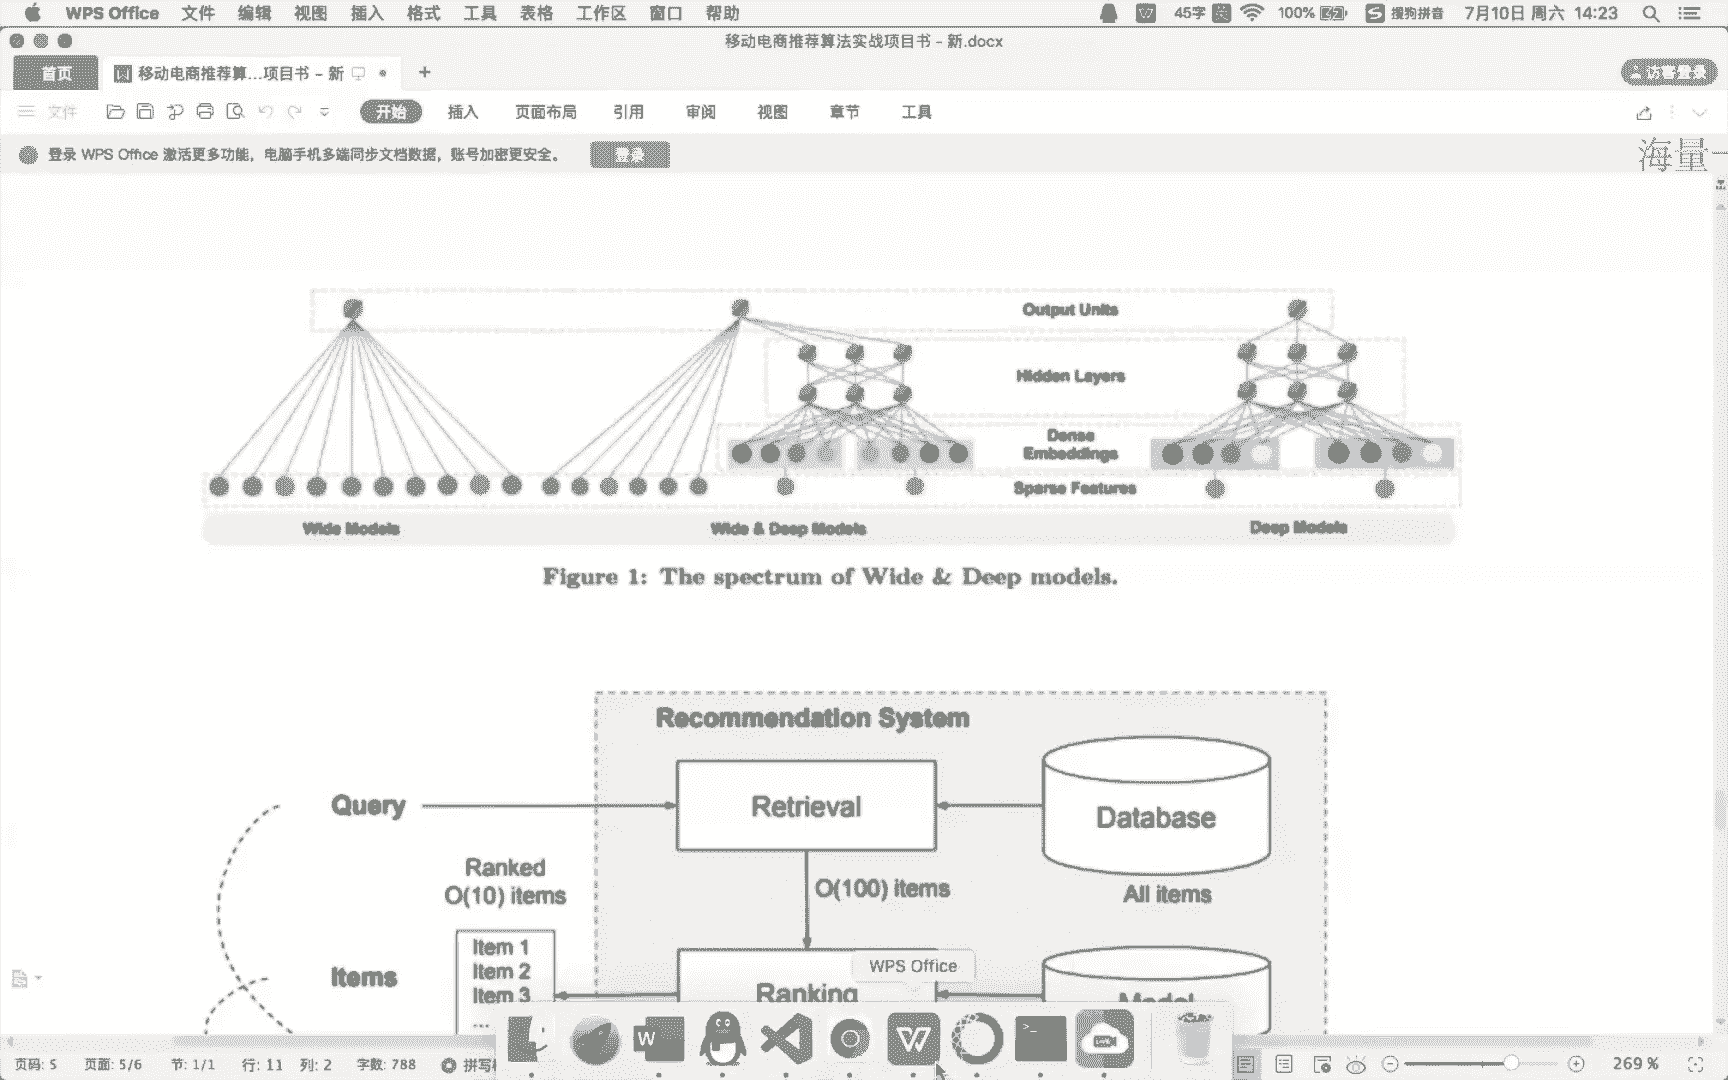 WPS Office 文件 编辑 视图 插入 格式 工具 表格 工作区 窗口 帮助 45字 100% 搜狗拼音 7月10日 周六 14:23
移动电商推荐算法实战项目书 - 新.docx
首页 移动电商推荐算...项目书 - 新 + 访客登录
文件 开始 插入 页面布局 引用 审阅 视图 章节 工具
登录 WPS Office 激活更多功能，电脑手机多端同步文档数据，账号加密更安全。 登录
海量一
Output Units
Hidden Layers
Dense
Embeddings
Sparse Features
Wide Models Wide & Deep Models Deep Models
Figure 1: The spectrum of Wide & Deep models.
Recommendation System
Query Retrieval Database
Ranked
O(10) items
O(100) items
All items
Items
Item 1
Item 2
Item 3
...
Ranking
Model
WPS Office
页码: 5 页面: 5/6 节: 1/1 行: 11 列: 2 字数: 788 拼写 269 %